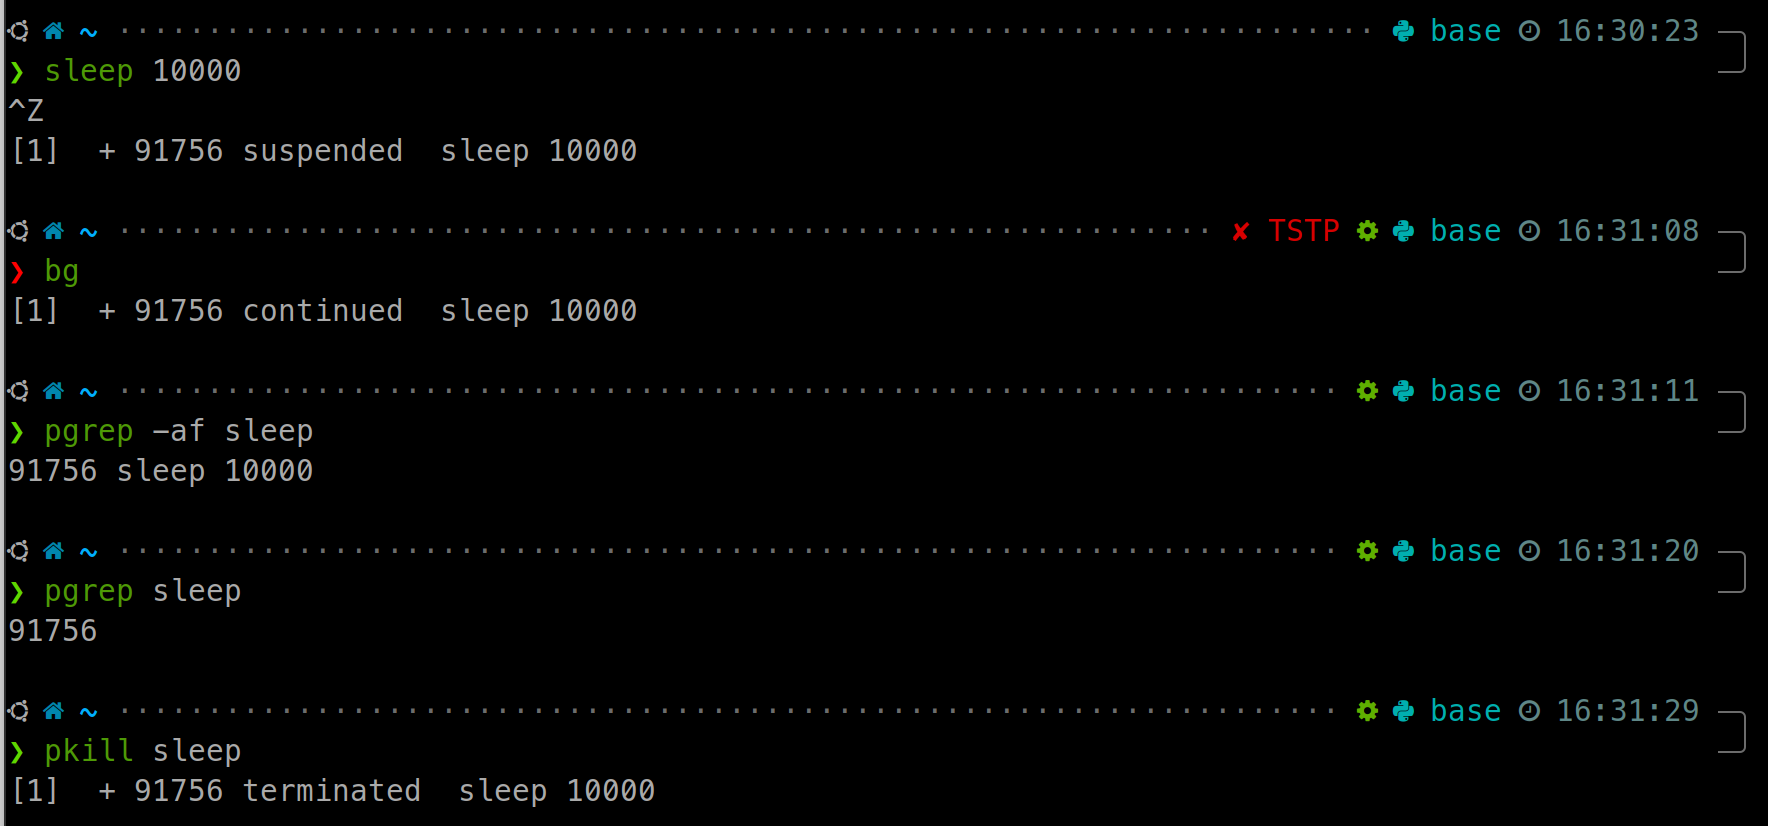 ~ ······················································································ base 16:30:23
❯ sleep 10000
^Z
[1]  + 91756 suspended  sleep 10000
~ ····························································· ✘ TSTP base 16:31:08
❯ bg
[1]  + 91756 continued  sleep 10000
~ ···································································· base 16:31:11
❯ pgrep -af sleep
91756 sleep 10000
~ ···································································· base 16:31:20
❯ pgrep sleep
91756
~ ···································································· base 16:31:29
❯ pkill sleep
[1]  + 91756 terminated  sleep 10000